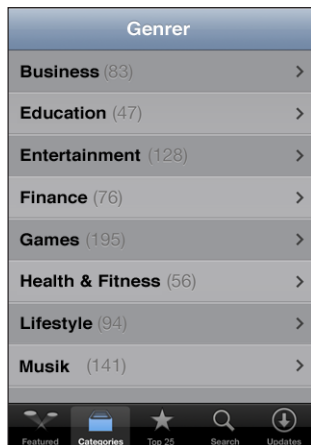 Genrer
Business (83)
Education (47)
Entertainment (128)
Finance (76)
Games (195)
Health & Fitness (56)
Lifestyle (94)
Musik (141)
Featured Categories Top 25 Search Updates